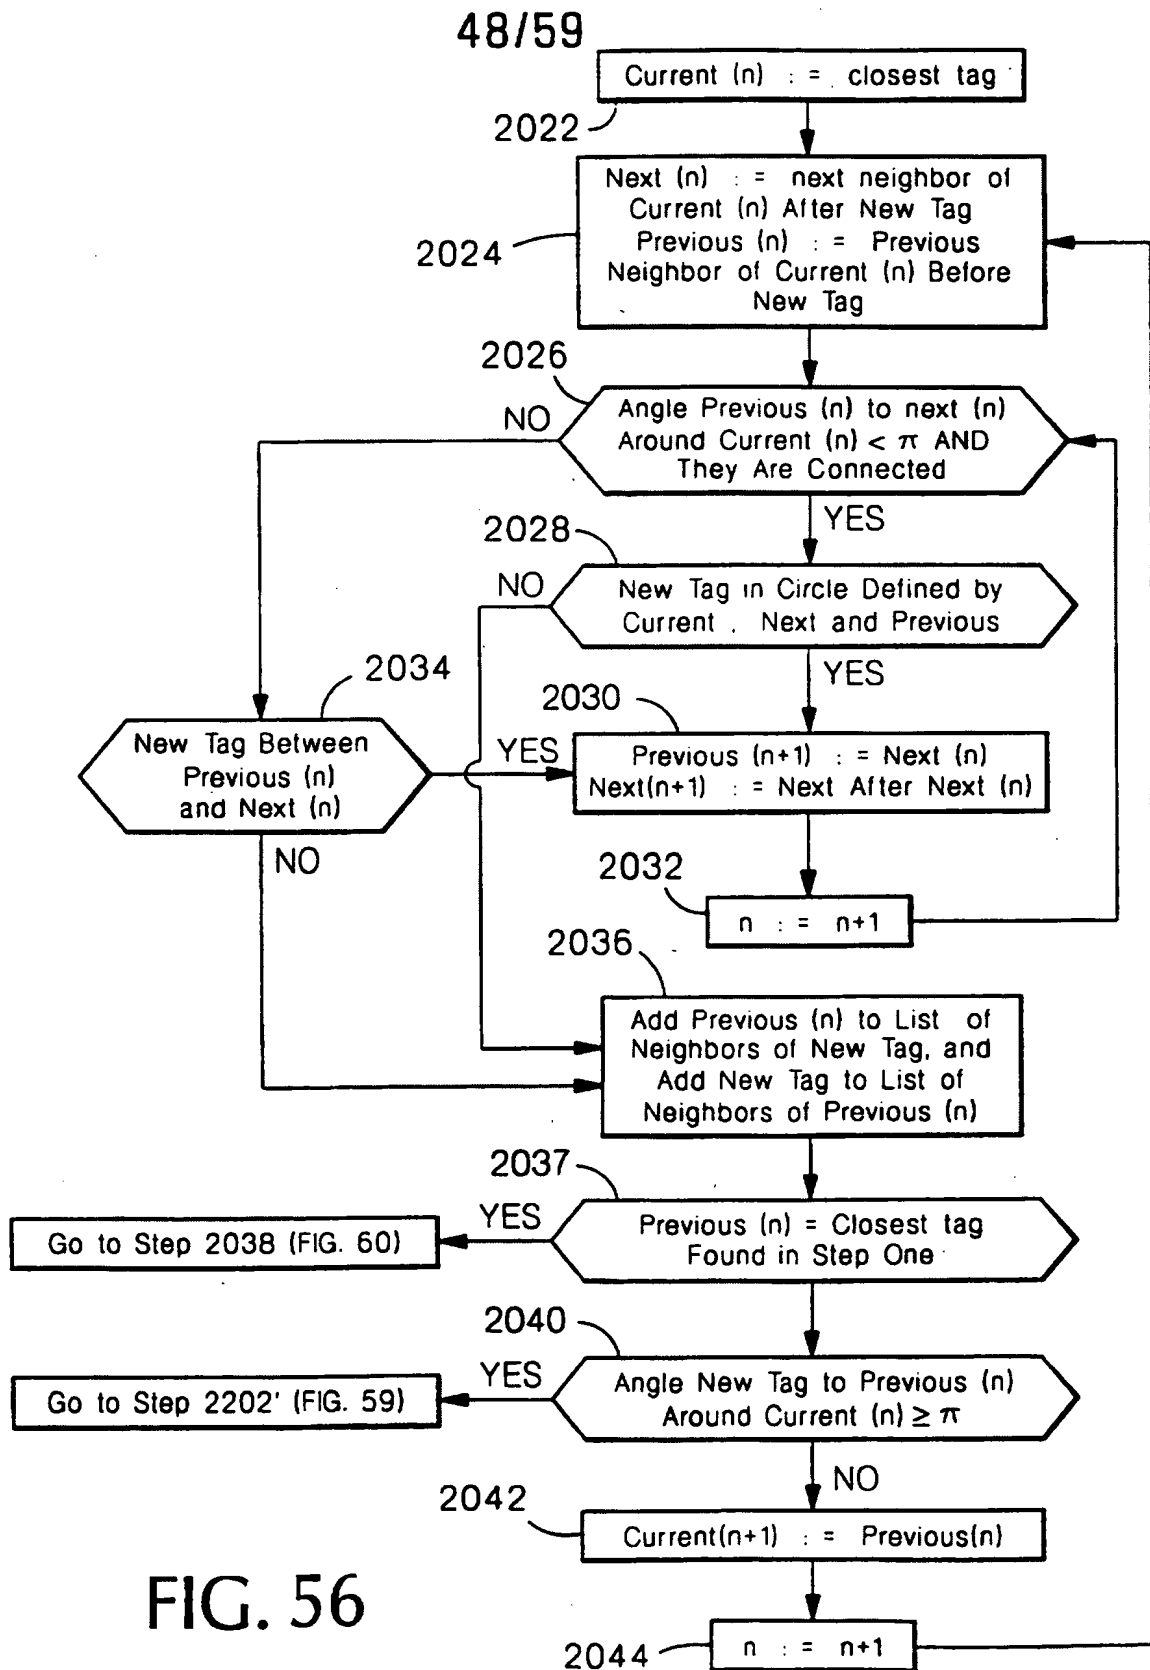 48/59
Current (n) := closest tag
2022
Next (n) := next neighbor of
Current (n) After New Tag
Previous (n) := Previous
Neighbor of Current (n) Before
New Tag
2024
2026
Angle Previous (n) to next (n)
Around Current (n) < π AND
They Are Connected
NO
YES
2028
New Tag in Circle Defined by
Current, Next and Previous
NO
YES
2034
New Tag Between
Previous (n)
and Next (n)
YES
NO
2030
Previous (n+1) := Next (n)
Next(n+1) := Next After Next (n)
2032
n := n+1
2036
Add Previous (n) to List of
Neighbors of New Tag, and
Add New Tag to List of
Neighbors of Previous (n)
2037
Previous (n) = Closest tag
Found in Step One
YES
Go to Step 2038 (FIG. 60)
2040
Angle New Tag to Previous (n)
Around Current (n) ≥ π
YES
Go to Step 2202' (FIG. 59)
NO
2042
Current(n+1) := Previous(n)
2044
n := n+1
FIG. 56